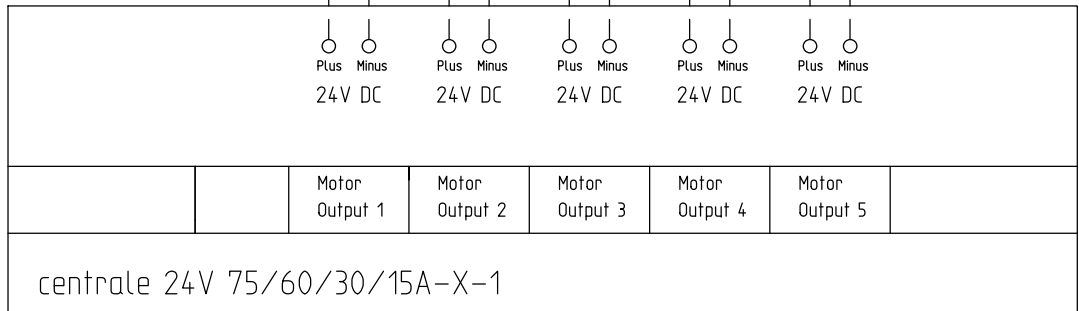 Plus Minus Plus Minus Plus Minus Plus Minus Plus Minus
24V DC 24V DC 24V DC 24V DC 24V DC
Motor Motor Motor Motor Motor
Output 1 Output 2 Output 3 Output 4 Output 5
centrale 24V 75/60/30/15A-X-1